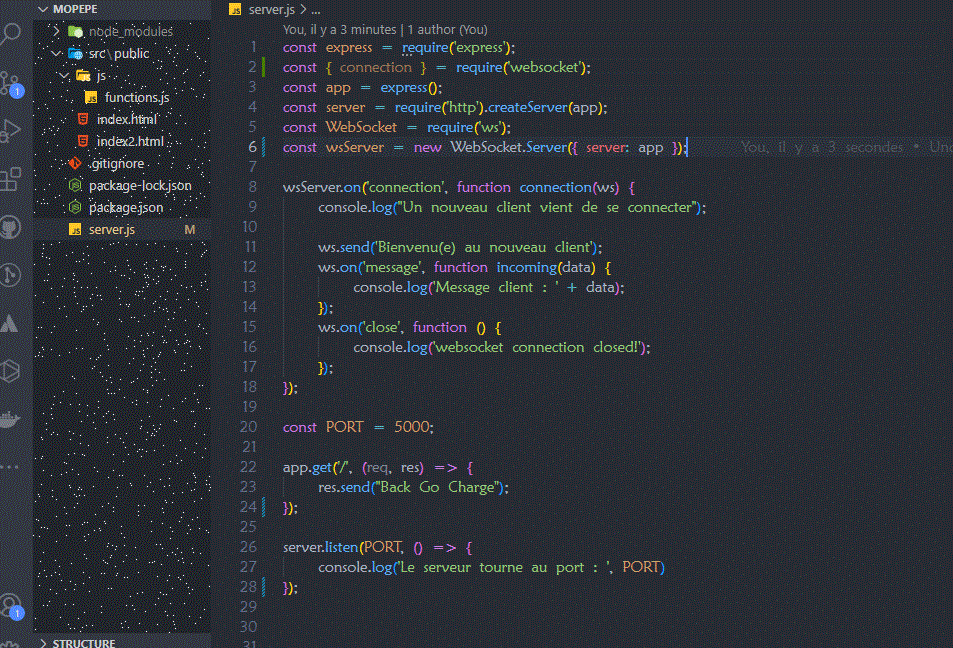 MOPEPE
node_modules
src \ public
js
functions.js
index.html
index2.html
.gitignore
package-lock.json
package.json
server.js M
STRUCTURE
1
1
server.js > ...
You, il y a 3 minutes | 1 author (You)
1 const express = require('express');
2 const { connection } = require('websocket');
3 const app = express();
4 const server = require('http').createServer(app);
5 const WebSocket = require('ws');
6 const wsServer = new WebSocket.Server({ server: app }); You, il y a 3 secondes • Unc
7
8 wsServer.on('connection', function connection(ws) {
9 console.log("Un nouveau client vient de se connecter");
10
11 ws.send('Bienvenu(e) au nouveau client');
12 ws.on('message', function incoming(data) {
13 console.log('Message client : ' + data);
14 });
15 ws.on('close', function () {
16 console.log('websocket connection closed!');
17 });
18 });
19
20 const PORT = 5000;
21
22 app.get('/', (req, res) => {
23 res.send("Back Go Charge");
24 });
25
26 server.listen(PORT, () => {
27 console.log('Le serveur tourne au port : ', PORT)
28 });
29
30
31